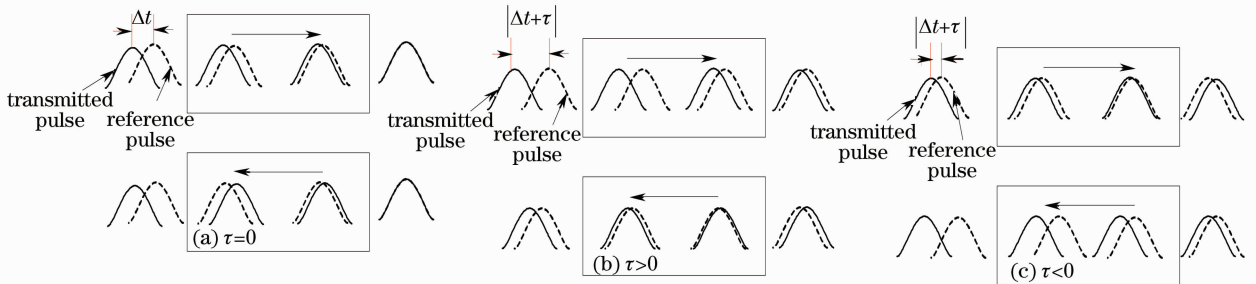 Δt
transmitted
pulse
reference
pulse
(a) τ=0
|Δt+τ|
transmitted
pulse
reference
pulse
(b) τ>0
|Δt+τ|
transmitted
pulse
reference
pulse
(c) τ<0